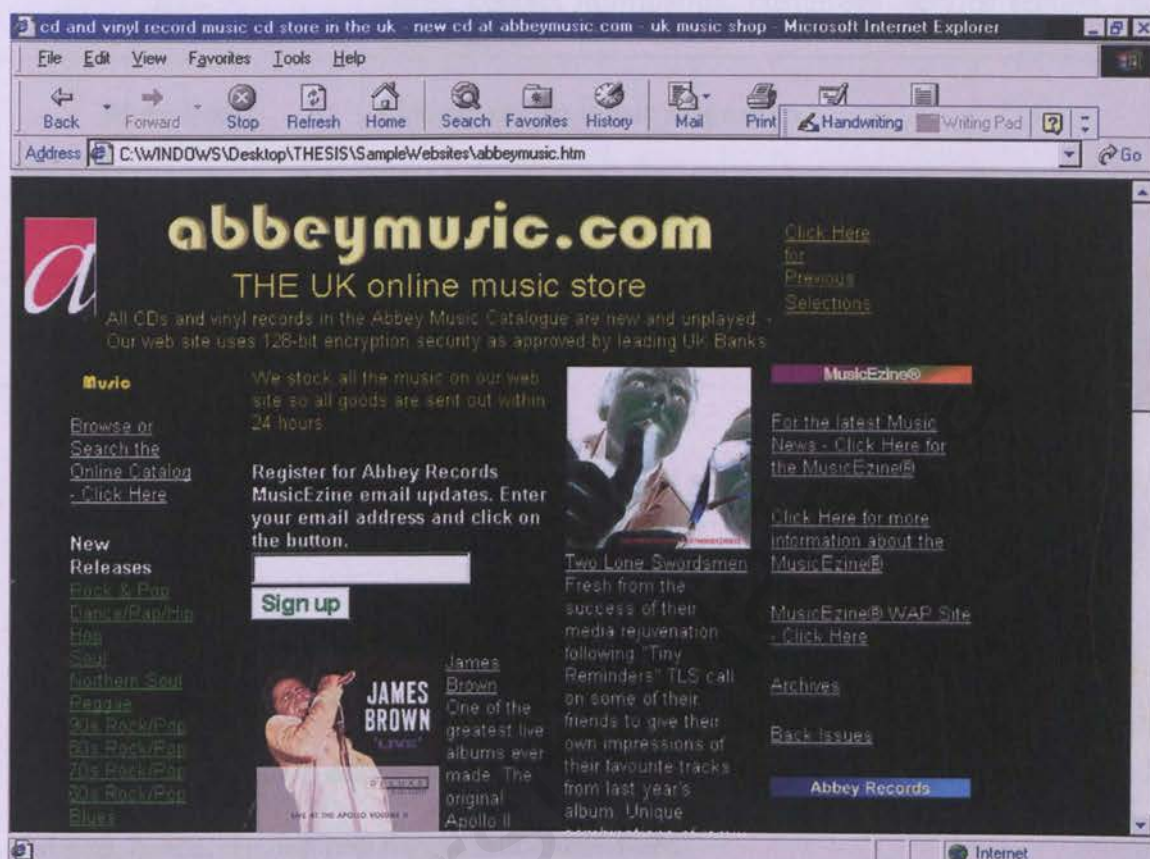 cd and vinyl record music cd store in the uk - new cd at abbeymusic.com - uk music shop - Microsoft Internet Explorer
File Edit View Favorites Tools Help
Back Forward Stop Refresh Home Search Favorites History Mail Print
Handwriting Writing Pad
Address C:\WINDOWS\Desktop\THESIS\SampleWebsites\abbeymusic.htm Go
a
abbeymusic.com
THE UK online music store
All CDs and vinyl records in the Abbey Music Catalogue are new and unplayed -
Our web site uses 128-bit encryption security as approved by leading UK Banks
Click Here
for
Previous
Selections
Music
Browse or
Search the
Online Catalog
- Click Here
New
Releases
Rock & Pop
Dance/Rap/Hip
Hop
Soul
Northern Soul
Reggae
90s Rock/Pop
80s Rock/Pop
70s Rock/Pop
60s Rock/Pop
Blues
We stock all the music on our web
site so all goods are sent out within
24 hours.
Register for Abbey Records
MusicEzine email updates. Enter
your email address and click on
the button.
Sign up
JAMES
BROWN
"LIVE"
DELUXE
LIVE AT THE APOLLO VOLUME II
James
Brown
One of the
greatest live
albums ever
made. The
original
Apollo II
Two Lone Swordsmen
Fresh from the
success of their
media rejuvenation
following "Tiny
Reminders" TLS call
on some of their
friends to give their
own impressions of
their favourite tracks
from last year's
album. Unique
MusicEzine®
For the latest Music
News - Click Here for
the MusicEzine®
Click Here for more
information about the
MusicEzine®
MusicEzine® WAP Site
- Click Here
Archives
Back Issues
Abbey Records
Internet